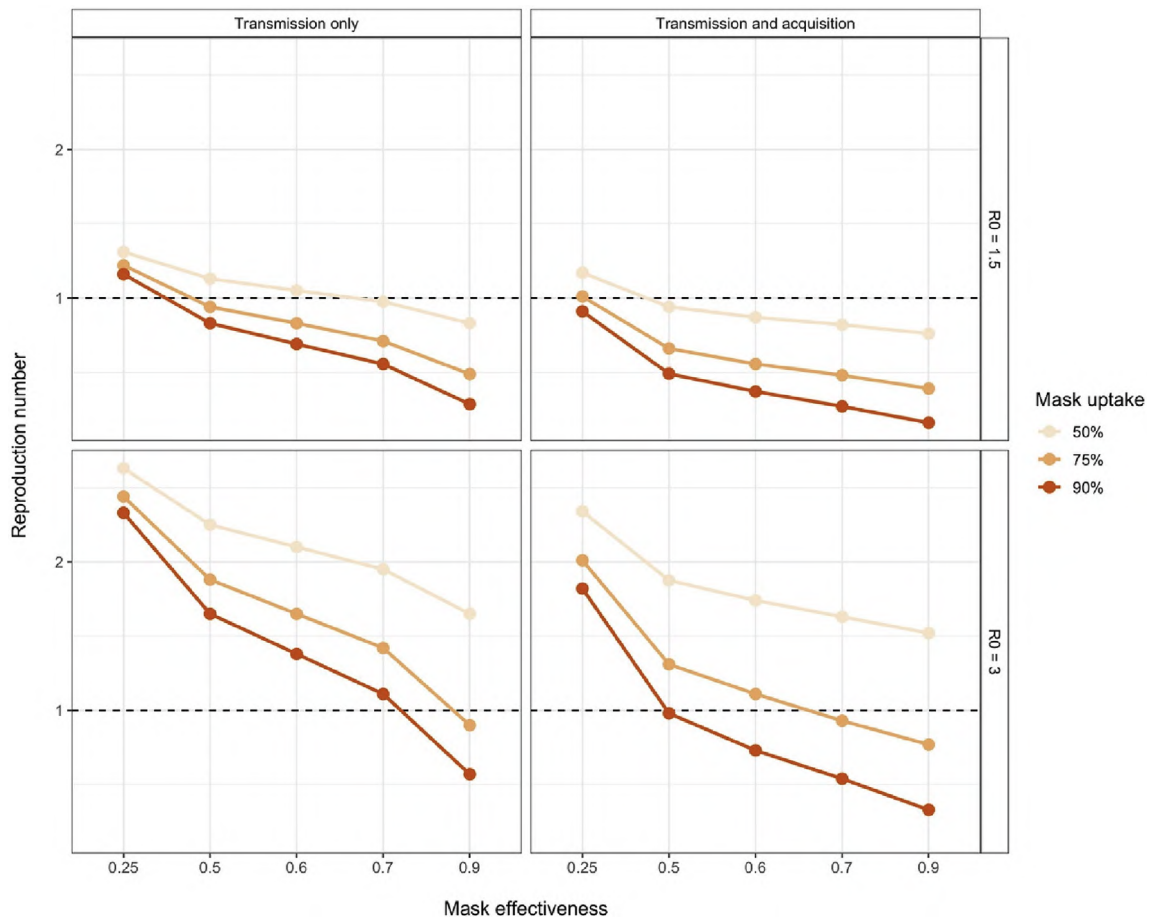 Transmission only
Transmission and acquisition
2
1
R0 = 1.5
2
1
R0 = 3
Reproduction number
Mask uptake
50%
75%
90%
0.25 0.5 0.6 0.7 0.9
0.25 0.5 0.6 0.7 0.9
Mask effectiveness